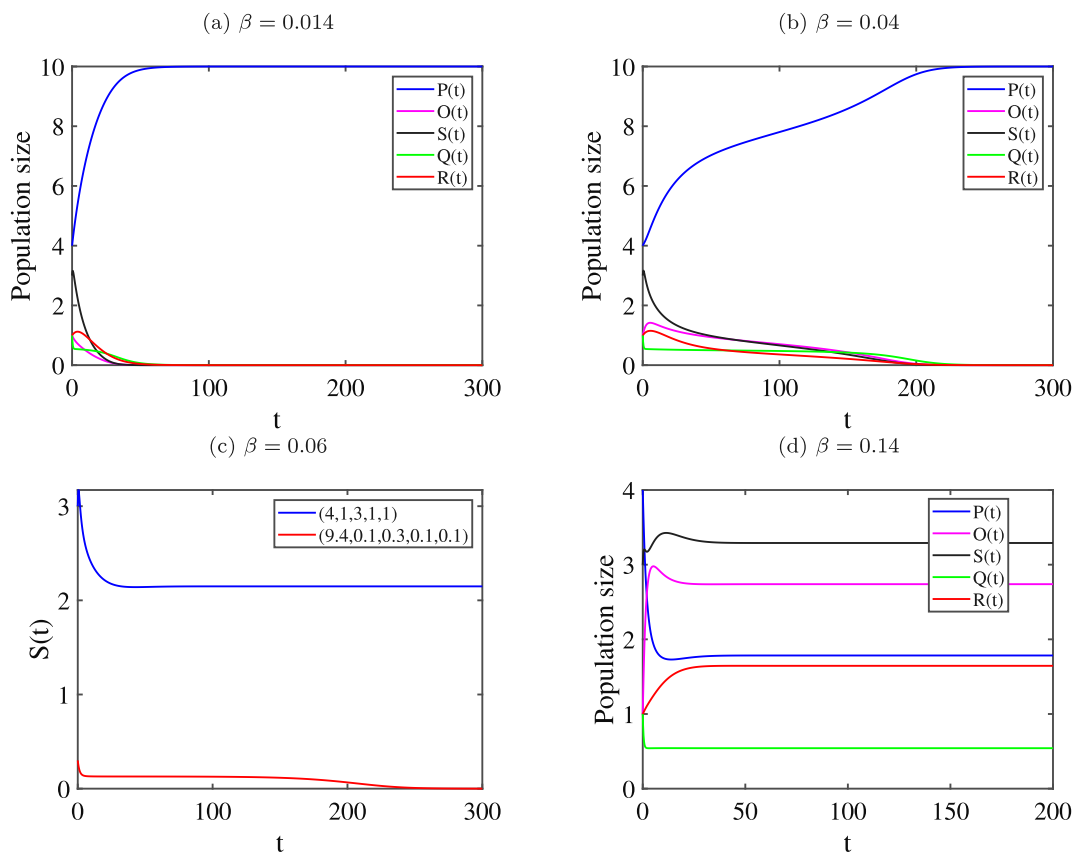 (a) β = 0.014
Population size
10
8
6
4
2
0
0 100 200 300
t
P(t)
O(t)
S(t)
Q(t)
R(t)
(b) β = 0.04
Population size
10
8
6
4
2
0
0 100 200 300
t
P(t)
O(t)
S(t)
Q(t)
R(t)
(c) β = 0.06
S(t)
3
2
1
0
0 100 200 300
t
(4,1,3,1,1)
(9.4,0.1,0.3,0.1,0.1)
(d) β = 0.14
Population size
4
3
2
1
0
0 50 100 150 200
t
P(t)
O(t)
S(t)
Q(t)
R(t)